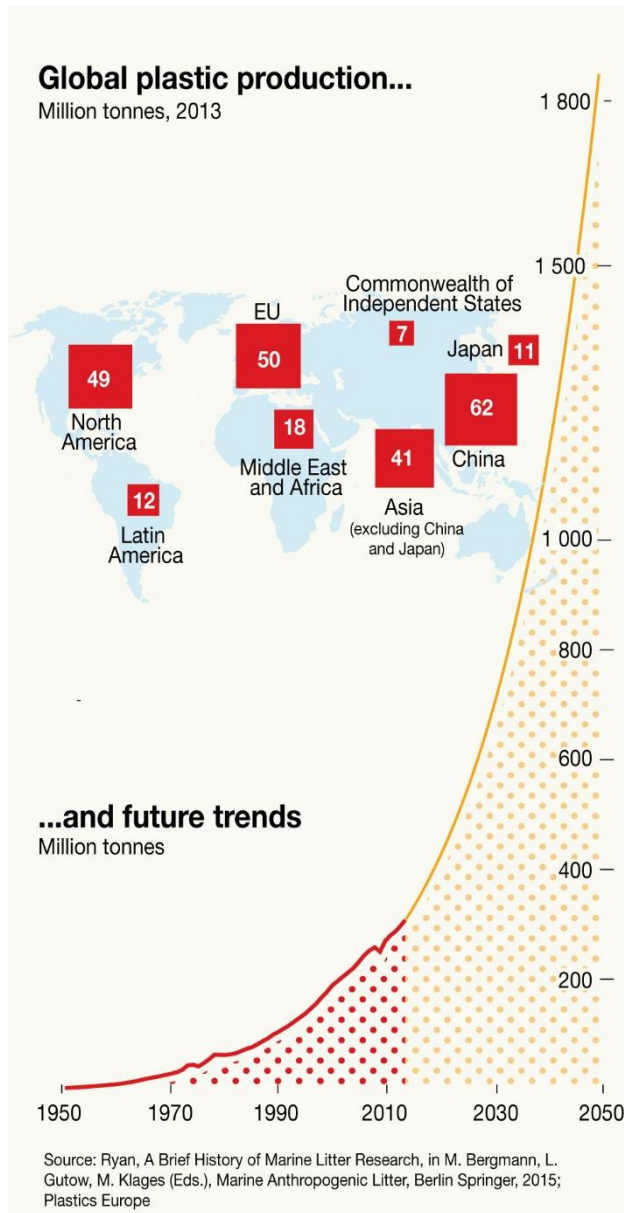 Global plastic production...
Million tonnes, 2013
1 800
1 500
Commonwealth of
Independent States
7
EU
50
Japan
11
49
North
America
18
Middle East
and Africa
62
China
41
Asia
(excluding China
and Japan)
12
Latin
America
1 000
800
600
...and future trends
Million tonnes
400
200
1950
1970
1990
2010
2030
2050
Source: Ryan, A Brief History of Marine Litter Research, in M. Bergmann, L.
Gutow, M. Klages (Eds.), Marine Anthropogenic Litter, Berlin Springer, 2015;
Plastics Europe